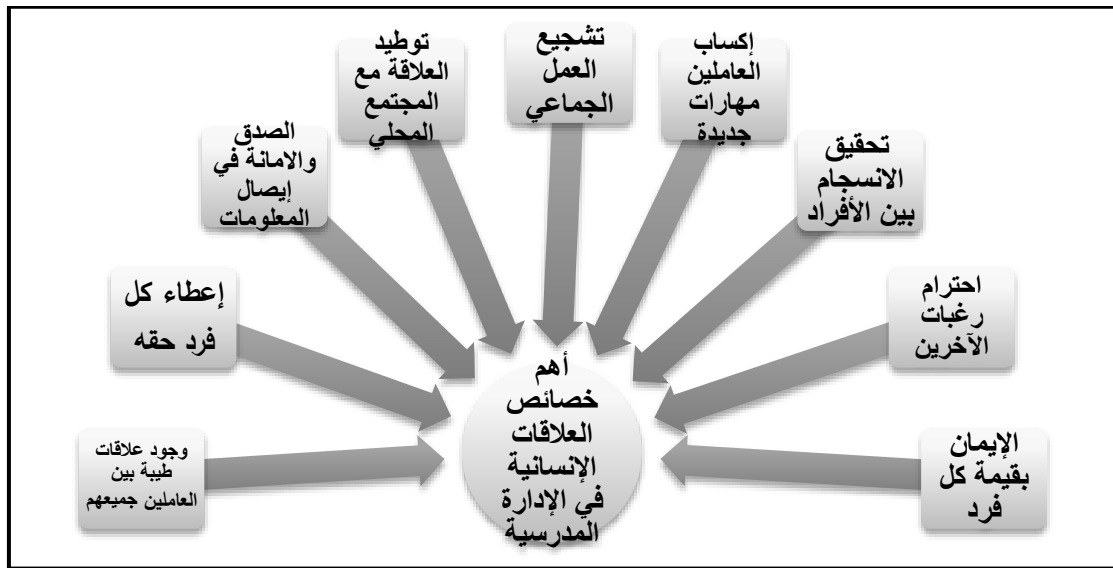 الإيمان
بقيمة كل
فرد
احترام
رغبات
الآخرين
تحقيق
الانسجام
بين الأفراد
إكساب
العاملين
مهارات
جديدة
تشجيع
العمل
الجماعي
توطيد
العلاقة مع
المجتمع
المحلي
الصدق
والامانة في
إيصال
المعلومات
إعطاء كل
فرد حقه
وجود علاقات
طيبة بين
العاملين جميعهم
أهم
خصائص
العلاقات
الإنسانية
في الإدارة
المدرسية